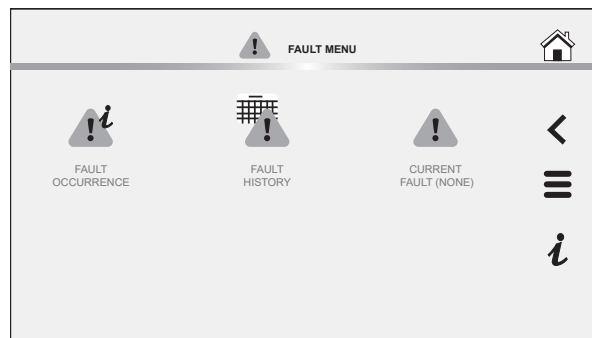 FAULT MENU
FAULT
OCCURRENCE
FAULT
HISTORY
CURRENT
FAULT (NONE)